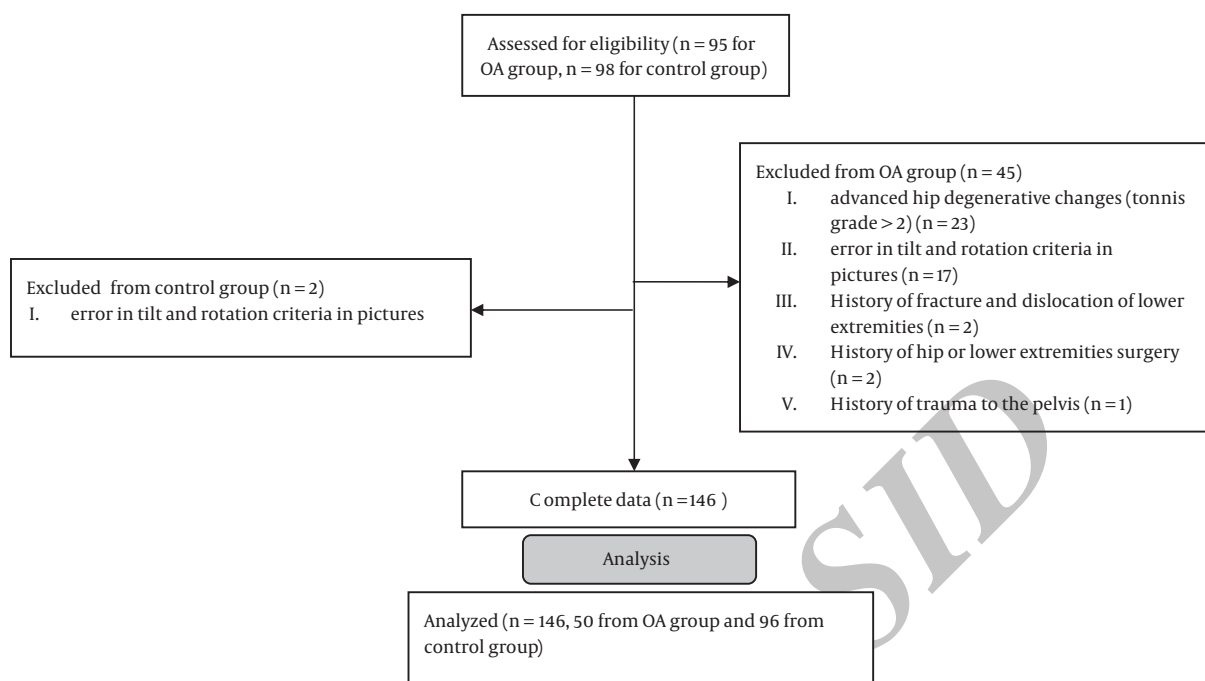 Assessed for eligibility (n = 95 for
OA group, n = 98 for control group)
Excluded from OA group (n = 45)
I. advanced hip degenerative changes (tonnis
grade > 2) (n = 23)
II. error in tilt and rotation criteria in
pictures (n = 17)
III. History of fracture and dislocation of lower
extremities (n = 2)
IV. History of hip or lower extremities surgery
(n = 2)
V. History of trauma to the pelvis (n = 1)
Excluded from control group (n = 2)
I. error in tilt and rotation criteria in pictures
C omplete data (n =146 )
Analysis
Analyzed (n = 146, 50 from OA group and 96 from
control group)
SID